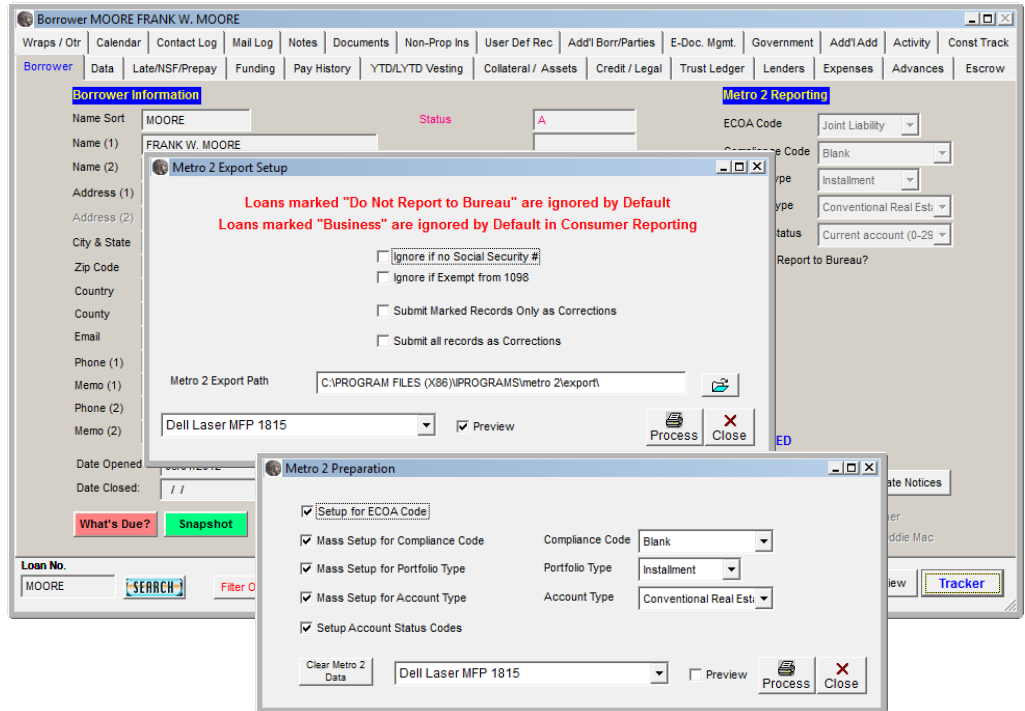 Borrower MOORE FRANK W. MOORE
Wraps / Otr Calendar Contact Log Mail Log Notes Documents Non-Prop Ins User Def Rec Add'l Borr/Parties E-Doc. Mgmt. Government Add'l Add Activity Const Track
Borrower Data Late/NSF/Prepay Funding Pay History YTD/LYTD Vesting Collateral / Assets Credit / Legal Trust Ledger Lenders Expenses Advances Escrow
Borrower Information
Metro 2 Reporting
Name Sort MOORE Status A
ECOA Code Joint Liability
Name (1) FRANK W. MOORE
Code Blank
Name (2)
Installment
Address (1)
Conventional Real Esta
Address (2)
City & State
Current account (0-29
Zip Code
Report to Bureau?
Country
County
Email
Phone (1)
Memo (1)
Phone (2)
Memo (2)
Date Opened
Date Closed: / /
What's Due? Snapshot
Loan No.
MOORE SEARCH Filter O
Tracker
Metro 2 Export Setup
Loans marked "Do Not Report to Bureau" are ignored by Default
Loans marked "Business" are ignored by Default in Consumer Reporting
Ignore if no Social Security #
Ignore if Exempt from 1098
Submit Marked Records Only as Corrections
Submit all records as Corrections
Metro 2 Export Path C:\PROGRAM FILES (X86)\IPROGRAMS\metro 2\export\
Dell Laser MFP 1815 Preview Process Close
Metro 2 Preparation
Setup for ECOA Code
Mass Setup for Compliance Code Compliance Code Blank
Mass Setup for Portfolio Type Portfolio Type Installment
Mass Setup for Account Type Account Type Conventional Real Esta
Setup Account Status Codes
Clear Metro 2
Data
Dell Laser MFP 1815 Preview Process Close